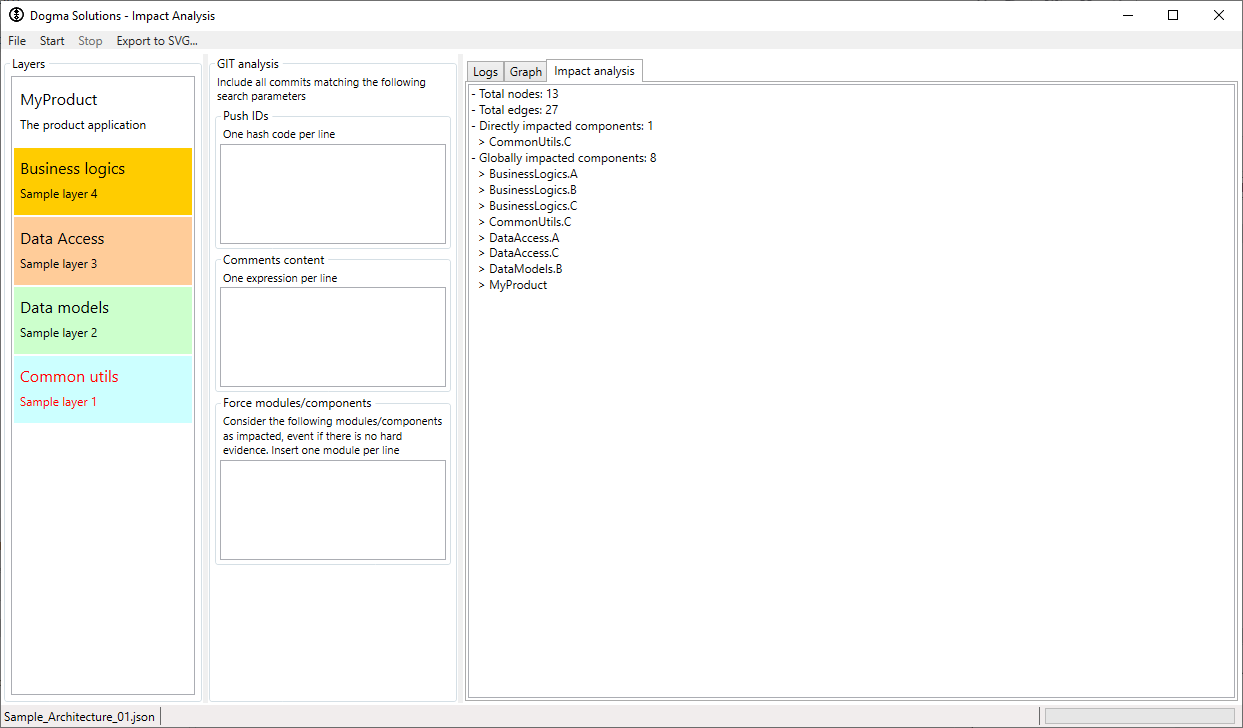 Dogma Solutions - Impact Analysis
File Start Stop Export to SVG...
Layers
MyProduct
The product application
Business logics
Sample layer 4
Data Access
Sample layer 3
Data models
Sample layer 2
Common utils
Sample layer 1
GIT analysis
Include all commits matching the following
search parameters
Push IDs
One hash code per line
Comments content
One expression per line
Force modules/components
Consider the following modules/components
as impacted, event if there is no hard
evidence. Insert one module per line
Logs Graph Impact analysis
- Total nodes: 13
- Total edges: 27
- Directly impacted components: 1
> CommonUtils.C
- Globally impacted components: 8
> BusinessLogics.A
> BusinessLogics.B
> BusinessLogics.C
> CommonUtils.C
> DataAccess.A
> DataAccess.C
> DataModels.B
> MyProduct
Sample_Architecture_01.json